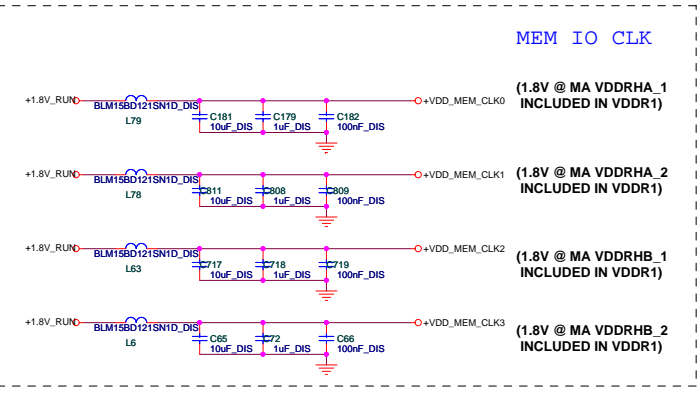 MEM IO CLK
+1.8V_RUN
BLM15BD121SN1D_DIS
L79
C181
10uF_DIS
C179
1uF_DIS
C182
100nF_DIS
+VDD_MEM_CLK0
(1.8V @ MA VDDRHA_1
INCLUDED IN VDDR1)
+1.8V_RUN
BLM15BD121SN1D_DIS
L78
C811
10uF_DIS
C808
1uF_DIS
C809
100nF_DIS
+VDD_MEM_CLK1
(1.8V @ MA VDDRHA_2
INCLUDED IN VDDR1)
+1.8V_RUN
BLM15BD121SN1D_DIS
L63
C717
10uF_DIS
C718
1uF_DIS
C719
100nF_DIS
+VDD_MEM_CLK2
(1.8V @ MA VDDRHB_1
INCLUDED IN VDDR1)
+1.8V_RUN
BLM15BD121SN1D_DIS
L6
C65
10uF_DIS
C72
1uF_DIS
C66
100nF_DIS
+VDD_MEM_CLK3
(1.8V @ MA VDDRHB_2
INCLUDED IN VDDR1)